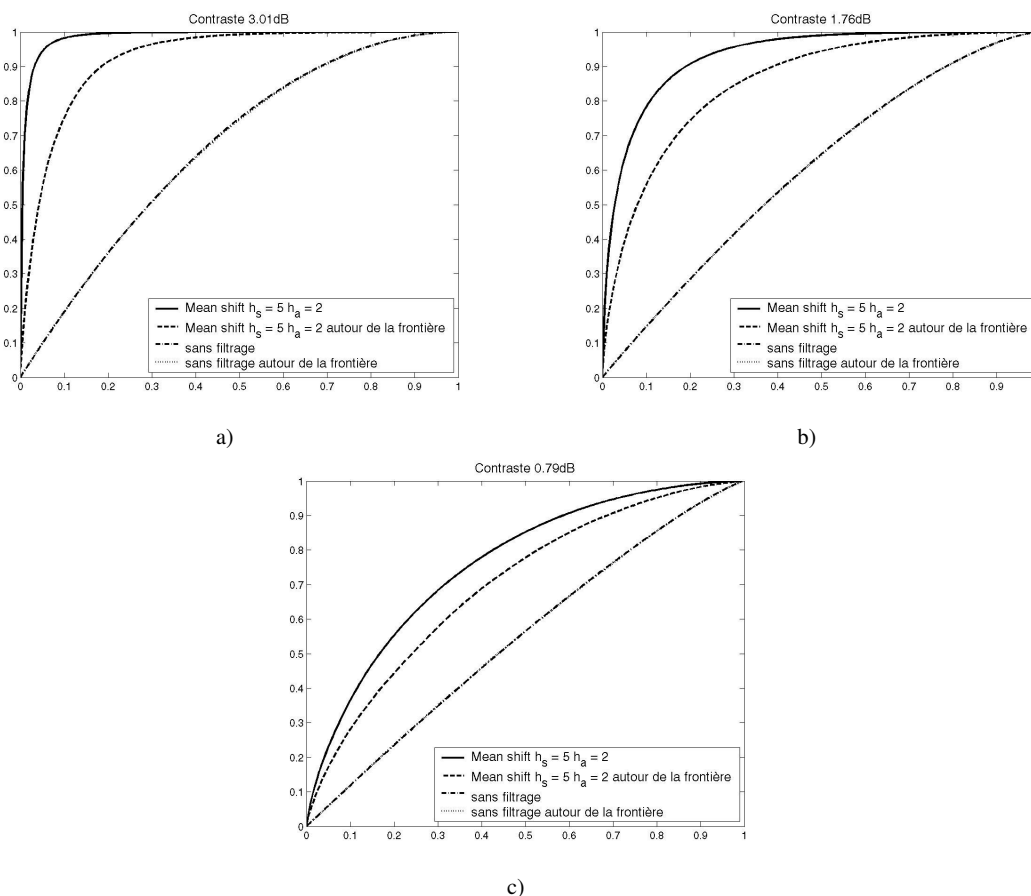 Contraste 3.01dB
1
0.9
0.8
0.7
0.6
0.5
0.4
0.3
0.2
0.1
0
0 0.1 0.2 0.3 0.4 0.5 0.6 0.7 0.8 0.9 1
Mean shift h_s = 5 h_a = 2
Mean shift h_s = 5 h_a = 2 autour de la frontière
sans filtrage
sans filtrage autour de la frontière
a)
Contraste 1.76dB
1
0.9
0.8
0.7
0.6
0.5
0.4
0.3
0.2
0.1
0
0 0.1 0.2 0.3 0.4 0.5 0.6 0.7 0.8 0.9
Mean shift h_s = 5 h_a = 2
Mean shift h_s = 5 h_a = 2 autour de la frontière
sans filtrage
sans filtrage autour de la frontière
b)
Contraste 0.79dB
1
0.9
0.8
0.7
0.6
0.5
0.4
0.3
0.2
0.1
0
0 0.1 0.2 0.3 0.4 0.5 0.6 0.7 0.8 0.9 1
Mean shift h_s = 5 h_a = 2
Mean shift h_s = 5 h_a = 2 autour de la frontière
sans filtrage
sans filtrage autour de la frontière
c)